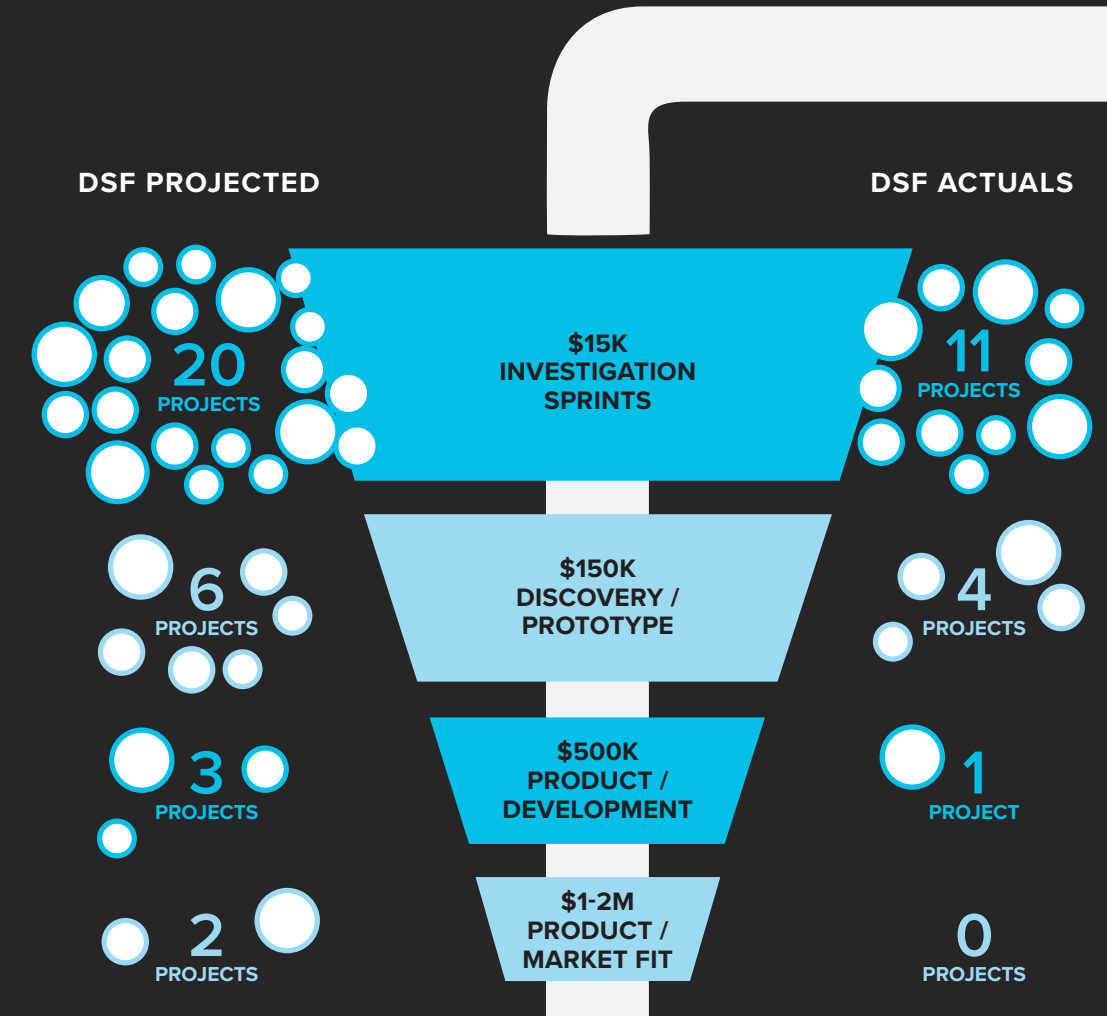 DSF PROJECTED
DSF ACTUALS
20
PROJECTS
$15K
INVESTIGATION
SPRINTS
11
PROJECTS
6
PROJECTS
$150K
DISCOVERY /
PROTOTYPE
4
PROJECTS
3
PROJECTS
$500K
PRODUCT /
DEVELOPMENT
1
PROJECT
2
PROJECTS
$1-2M
PRODUCT /
MARKET FIT
0
PROJECTS